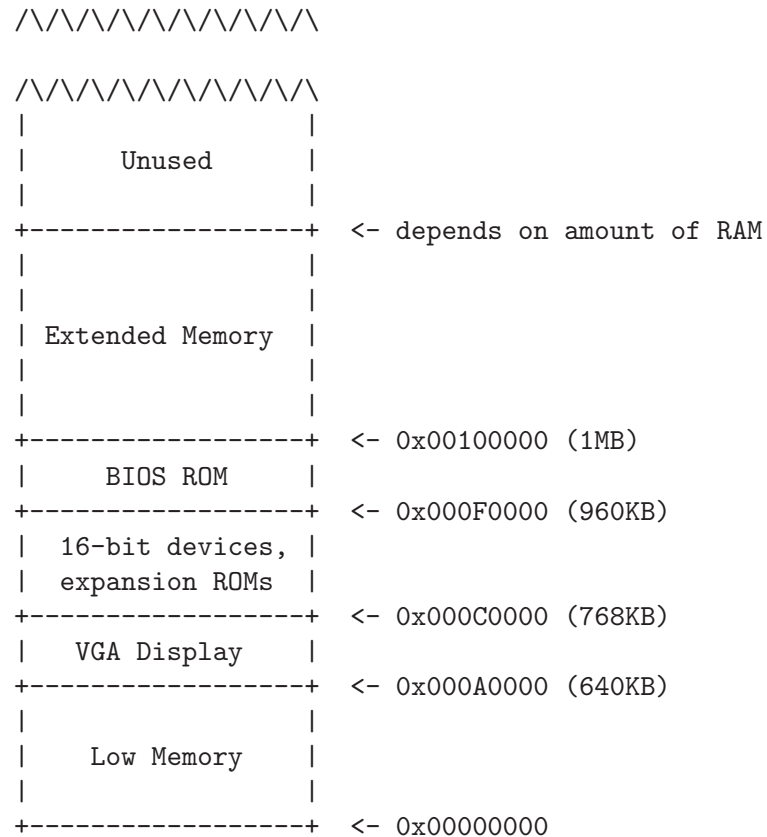 /\/\/\/\/\/\/\/\/\/\
/\/\/\/\/\/\/\/\/\/\
|                  |
|      Unused      |
|                  |
+------------------+  <- depends on amount of RAM
|                  |
|                  |
| Extended Memory  |
|                  |
|                  |
+------------------+  <- 0x00100000 (1MB)
|     BIOS ROM     |
+------------------+  <- 0x000F0000 (960KB)
|  16-bit devices, |
|  expansion ROMs  |
+------------------+  <- 0x000C0000 (768KB)
|   VGA Display    |
+------------------+  <- 0x000A0000 (640KB)
|                  |
|    Low Memory    |
|                  |
+------------------+  <- 0x00000000